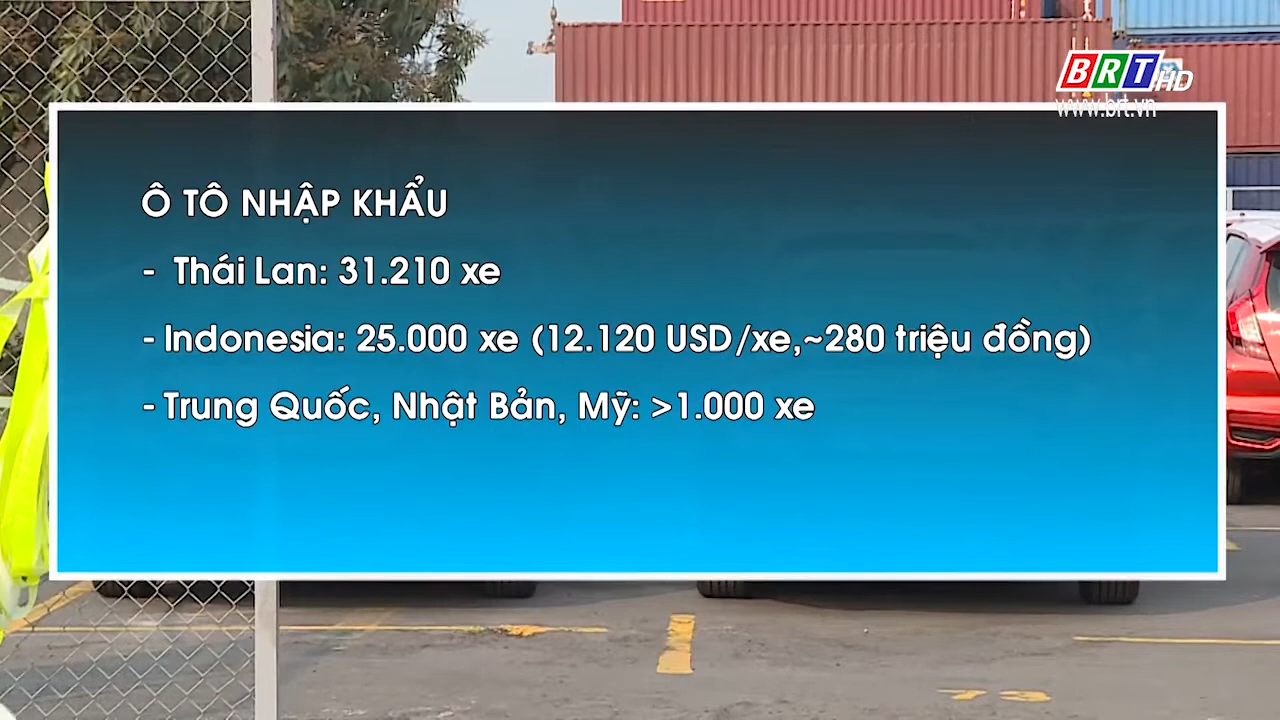 BRT HD
www.brt.vn
Ô TÔ NHẬP KHẨU
- Thái Lan: 31.210 xe
- Indonesia: 25.000 xe (12.120 USD/xe,~280 triệu đồng)
- Trung Quốc, Nhật Bản, Mỹ: >1.000 xe
73